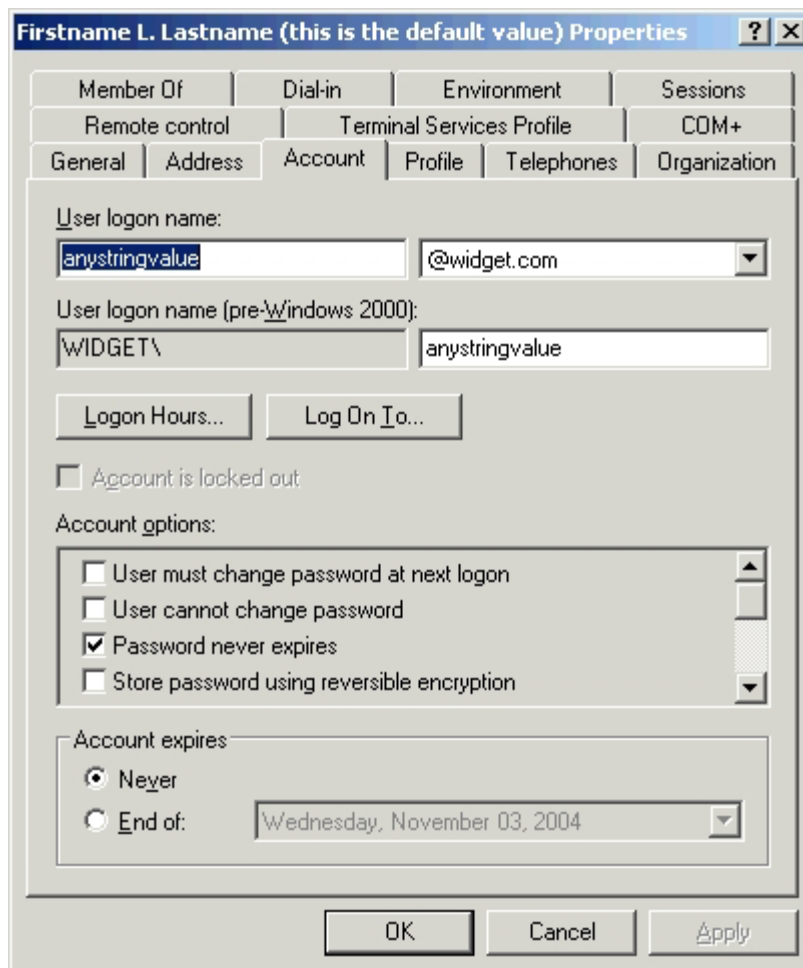 Firstname L. Lastname (this is the default value) Properties
Member Of Dial-in Environment Sessions
Remote control Terminal Services Profile COM+
General Address Account Profile Telephones Organization
User logon name:
anystringvalue @widget.com
User logon name (pre-Windows 2000):
WIDGET\ anystringvalue
Logon Hours... Log On To...
Account is locked out
Account options:
User must change password at next logon
User cannot change password
Password never expires
Store password using reversible encryption
Account expires
Never
End of: Wednesday, November 03, 2004
OK Cancel Apply